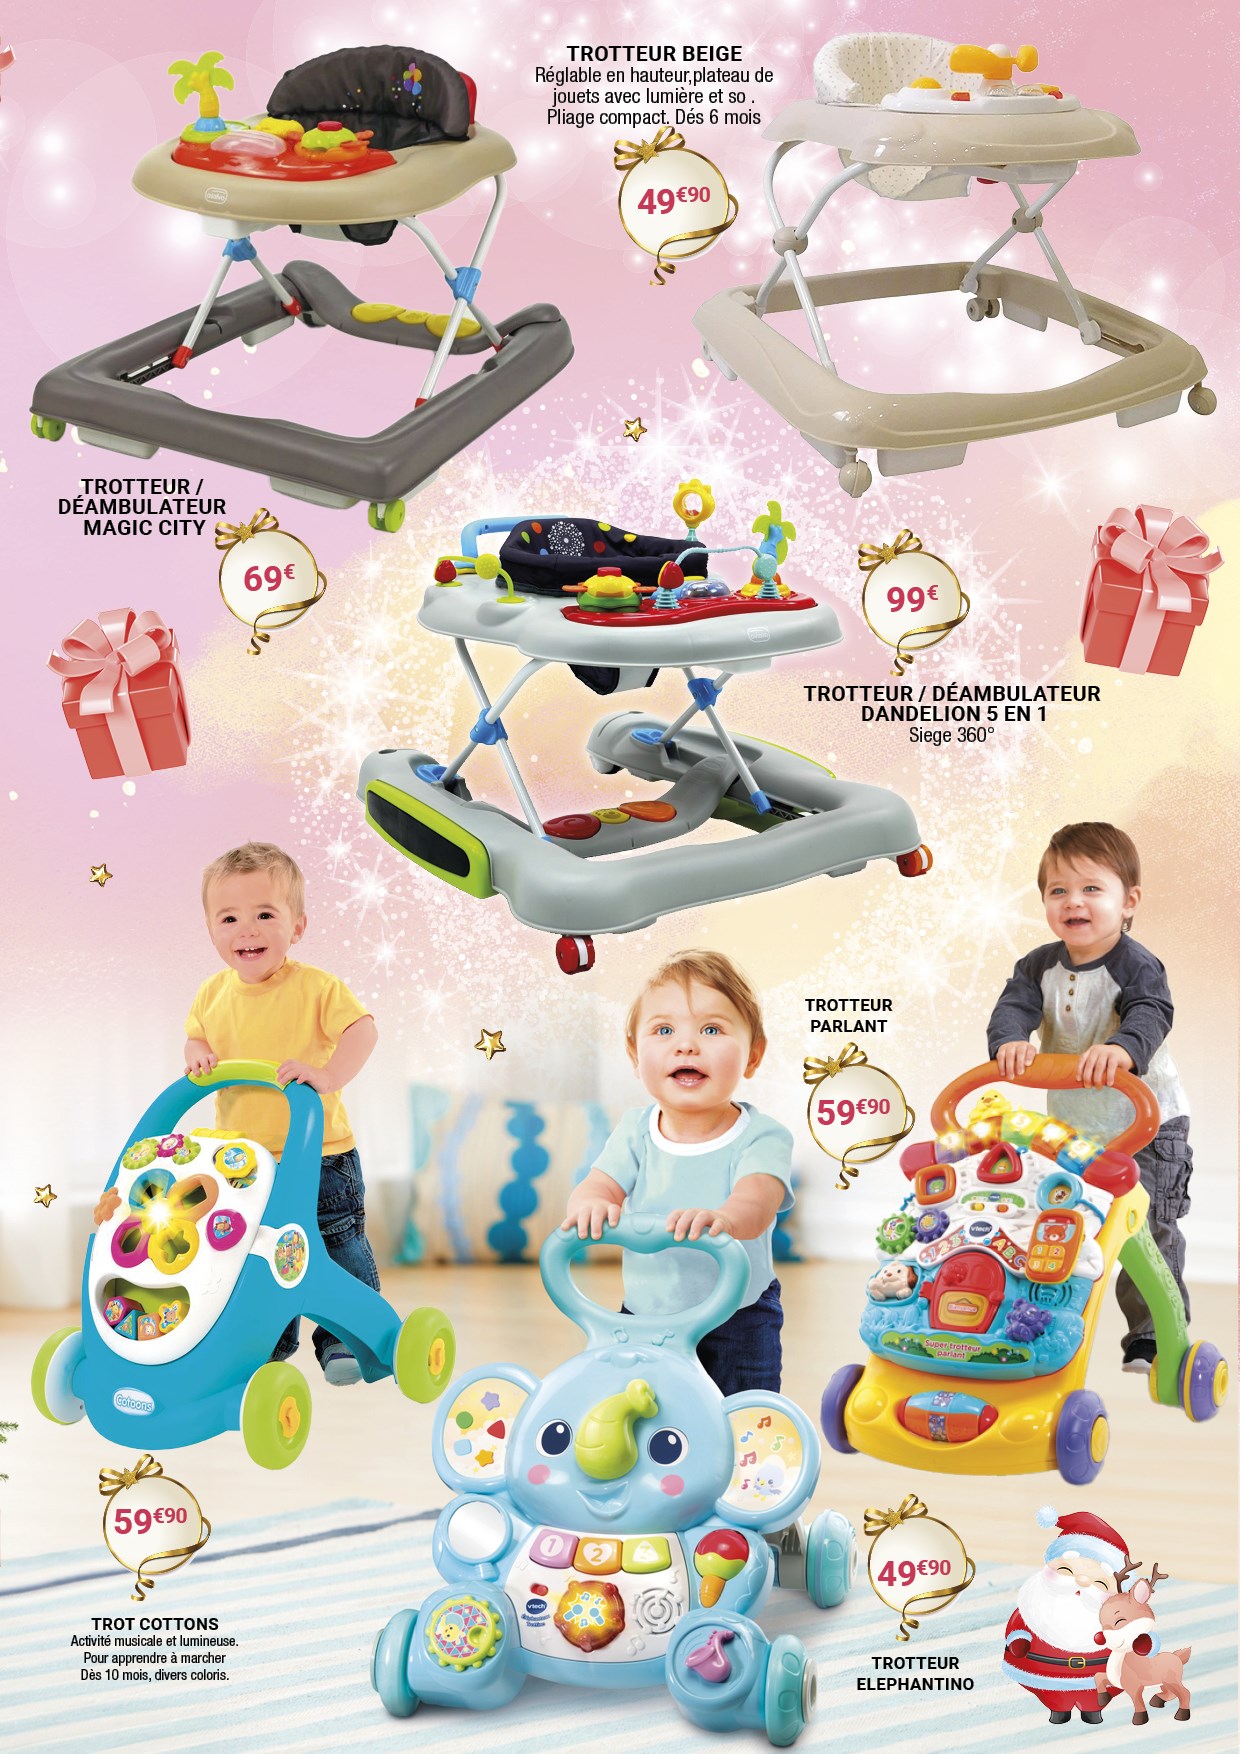 TROTTEUR BEIGE
Réglable en hauteur,plateau de
jouets avec lumière et so .
Pliage compact. Dés 6 mois
49€90
TROTTEUR /
DÉAMBULATEUR
MAGIC CITY
69€
99€
TROTTEUR / DÉAMBULATEUR
DANDELION 5 EN 1
Siege 360°
TROTTEUR
PARLANT
59€90
vtech
Super trotteur
parlant
Cotoons
59€90
TROT COTTONS
Activité musicale et lumineuse.
Pour apprendre à marcher
Dès 10 mois, divers coloris.
1 2 3
vtech
49€90
TROTTEUR
ELEPHANTINO